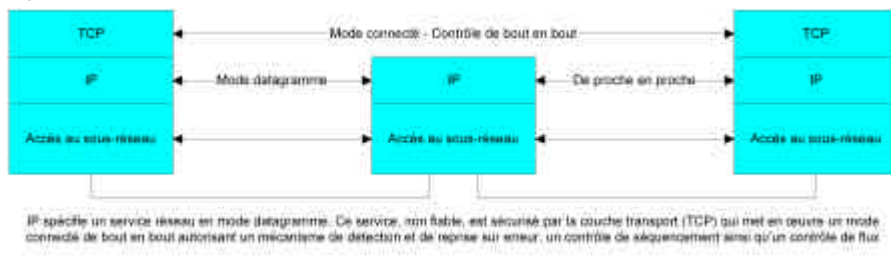 TCP Mode connecté - Contrôle de bout en bout TCP
IP Mode datagramme IP De proche en proche IP
Accès au sous-réseau Accès au sous-réseau Accès au sous-réseau
IP spécifie un service réseau en mode datagramme. Ce service, non fiable, est sécurisé par la couche transport (TCP) qui met en œuvre un mode
connecté de bout en bout autorisant un mécanisme de détection et de reprise sur erreur, un contrôle de séquencement ainsi qu'un contrôle de flux